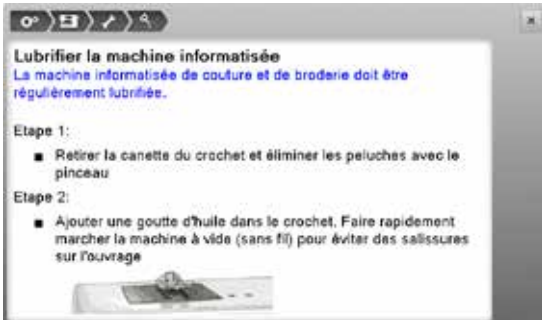 Lubrifier la machine informatisée
La machine informatisée de couture et de broderie doit être
régulièrement lubrifiée.
Etape 1:
■ Retirer la canette du crochet et éliminer les peluches avec le
pinceau
Etape 2:
■ Ajouter une goutte d'huile dans le crochet. Faire rapidement
marcher la machine à vide (sans fil) pour éviter des salissures
sur l'ouvrage